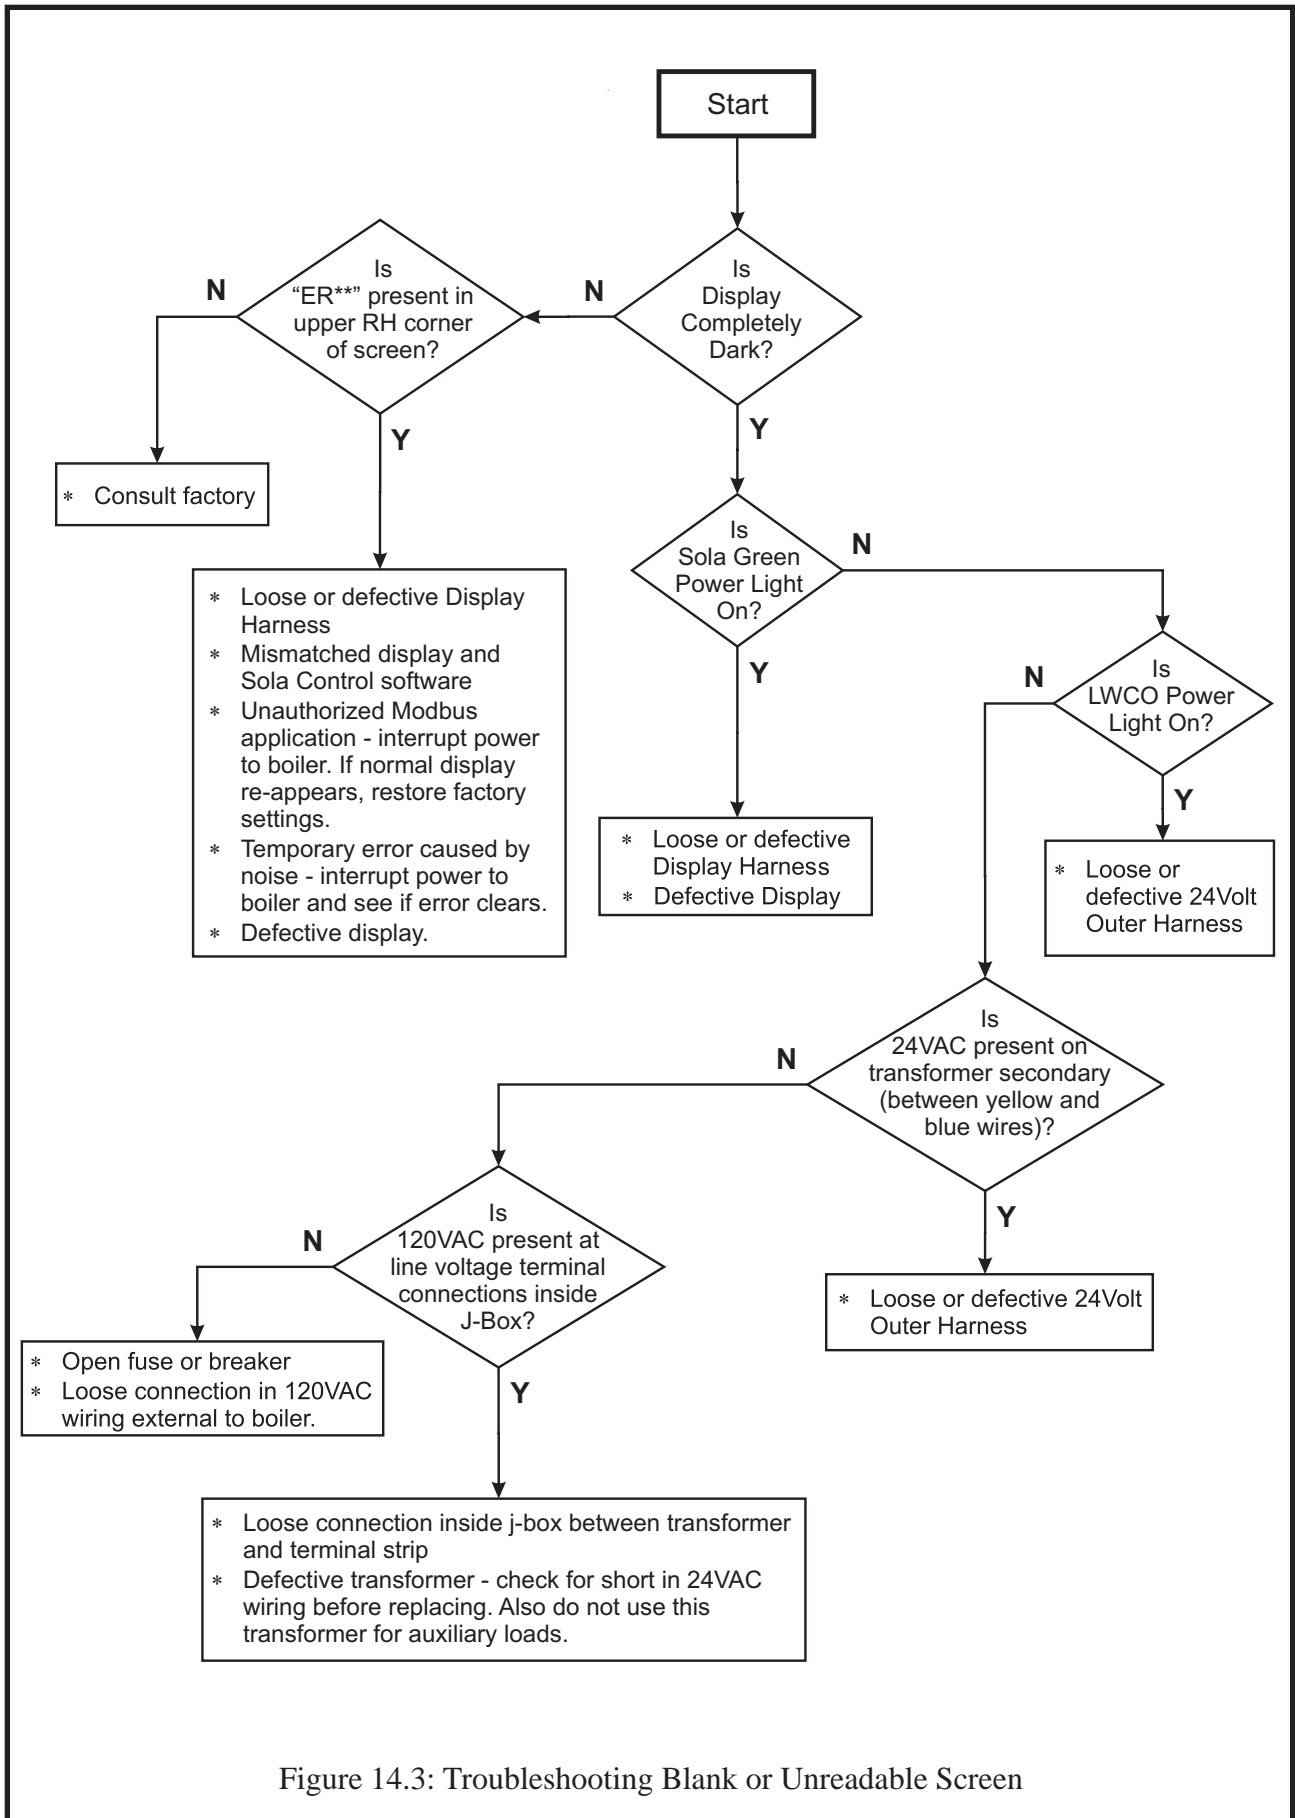 Start
Is
Display
Completely
Dark?
N
Is
“ER**” present in
upper RH corner
of screen?
N
* Consult factory
Y
* Loose or defective Display
Harness
* Mismatched display and
Sola Control software
* Unauthorized Modbus
application - interrupt power
to boiler. If normal display
re-appears, restore factory
settings.
* Temporary error caused by
noise - interrupt power to
boiler and see if error clears.
* Defective display.
Y
Is
Sola Green
Power Light
On?
Y
* Loose or defective
Display Harness
* Defective Display
N
Is
LWCO Power
Light On?
Y
* Loose or
defective 24Volt
Outer Harness
N
Is
24VAC present on
transformer secondary
(between yellow and
blue wires)?
Y
* Loose or defective 24Volt
Outer Harness
N
Is
120VAC present at
line voltage terminal
connections inside
J-Box?
N
* Open fuse or breaker
* Loose connection in 120VAC
wiring external to boiler.
Y
* Loose connection inside j-box between transformer
and terminal strip
* Defective transformer - check for short in 24VAC
wiring before replacing. Also do not use this
transformer for auxiliary loads.
Figure 14.3: Troubleshooting Blank or Unreadable Screen